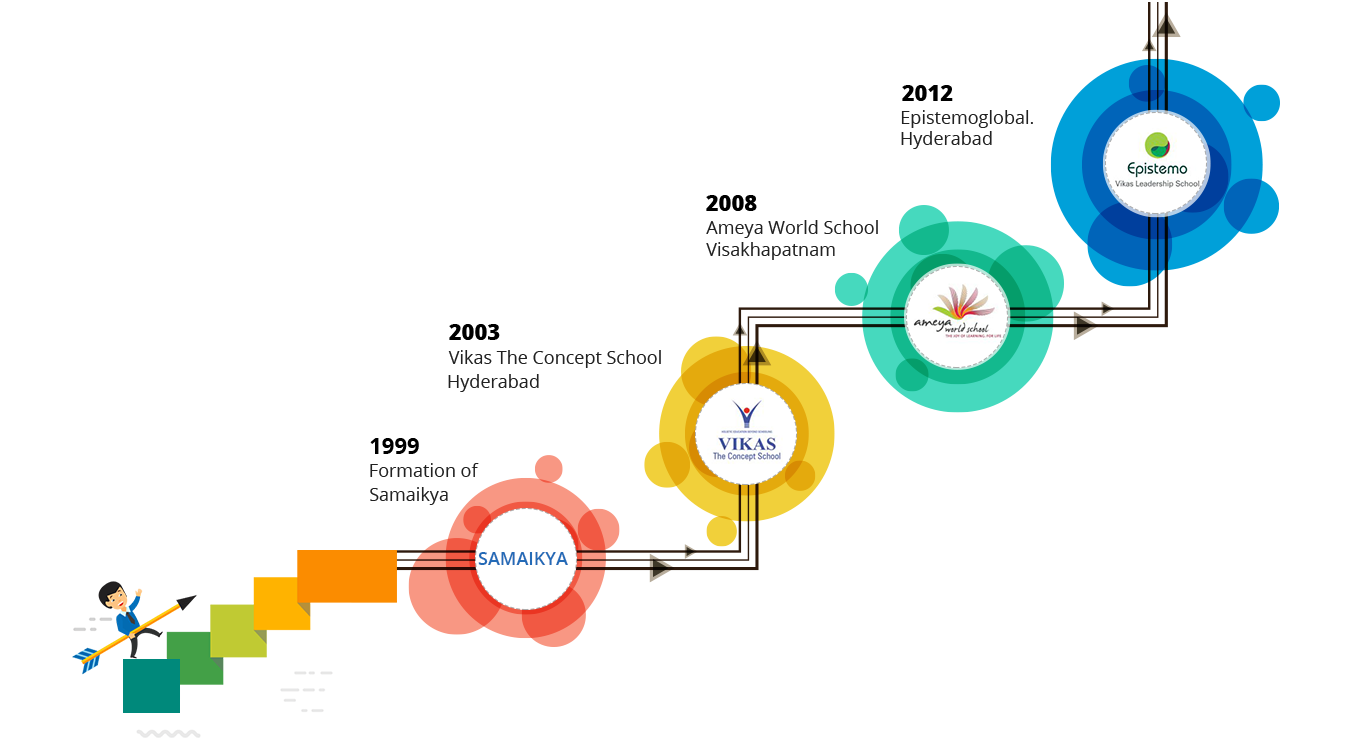 2012
Epistemoglobal.
Hyderabad
Epistemo
Vikas Leadership School
2008
Ameya World School
Visakhapatnam
ameya
world school
THE JOY OF LEARNING. FOR LIFE
2003
Vikas The Concept School
Hyderabad
VIKAS
The Concept School
1999
Formation of
Samaikya
SAMAIKYA